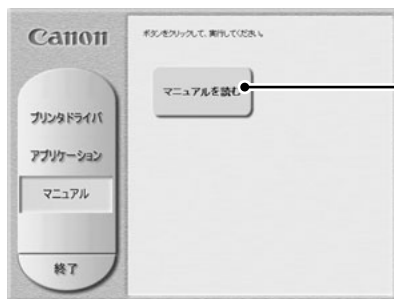 Canon
ボタンをクリックして、実行してください。
マニュアルを読む
プリンタドライバ
アプリケーション
マニュアル
終了